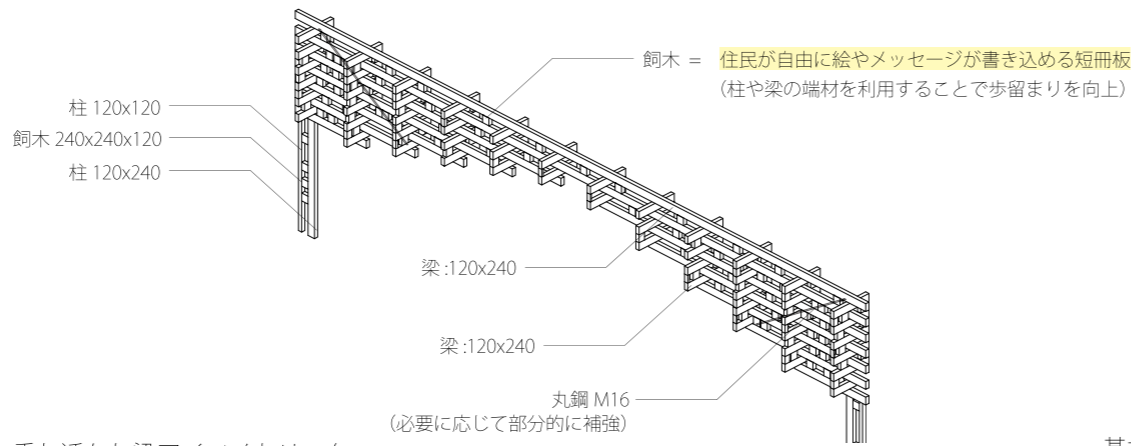 飼木 = 住民が自由に絵やメッセージが書き込める短冊板
（柱や梁の端材を利用することで歩留まりを向上）
柱 120x120
飼木 240x240x120
柱 120x240
梁 :120x240
梁 :120x240
丸鋼 M16
（必要に応じて部分的に補強）